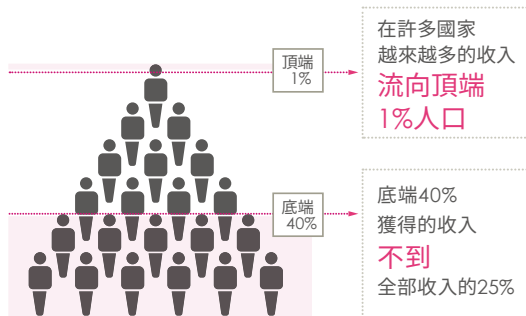 頂端
1%
在許多國家
越來越多的收入
流向頂端
1%人口
底端
40%
底端40%
獲得的收入
不到
全部收入的25%